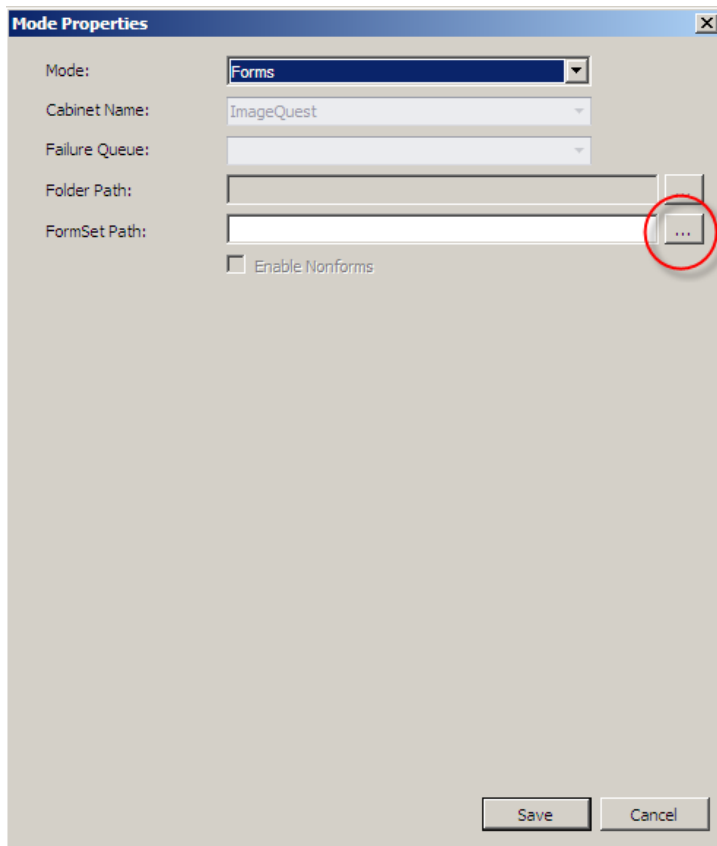 Mode Properties
Mode: Forms
Cabinet Name: ImageQuest
Failure Queue:
Folder Path: ...
FormSet Path: ...
Enable Nonforms
Save Cancel